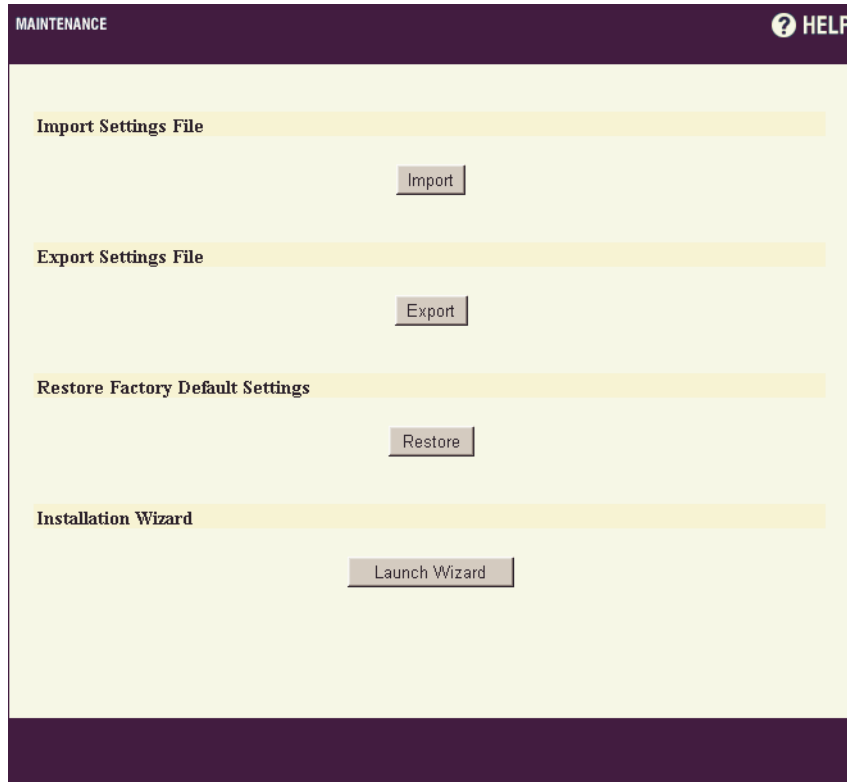 MAINTENANCE
? HELP
Import Settings File
Import
Export Settings File
Export
Restore Factory Default Settings
Restore
Installation Wizard
Launch Wizard